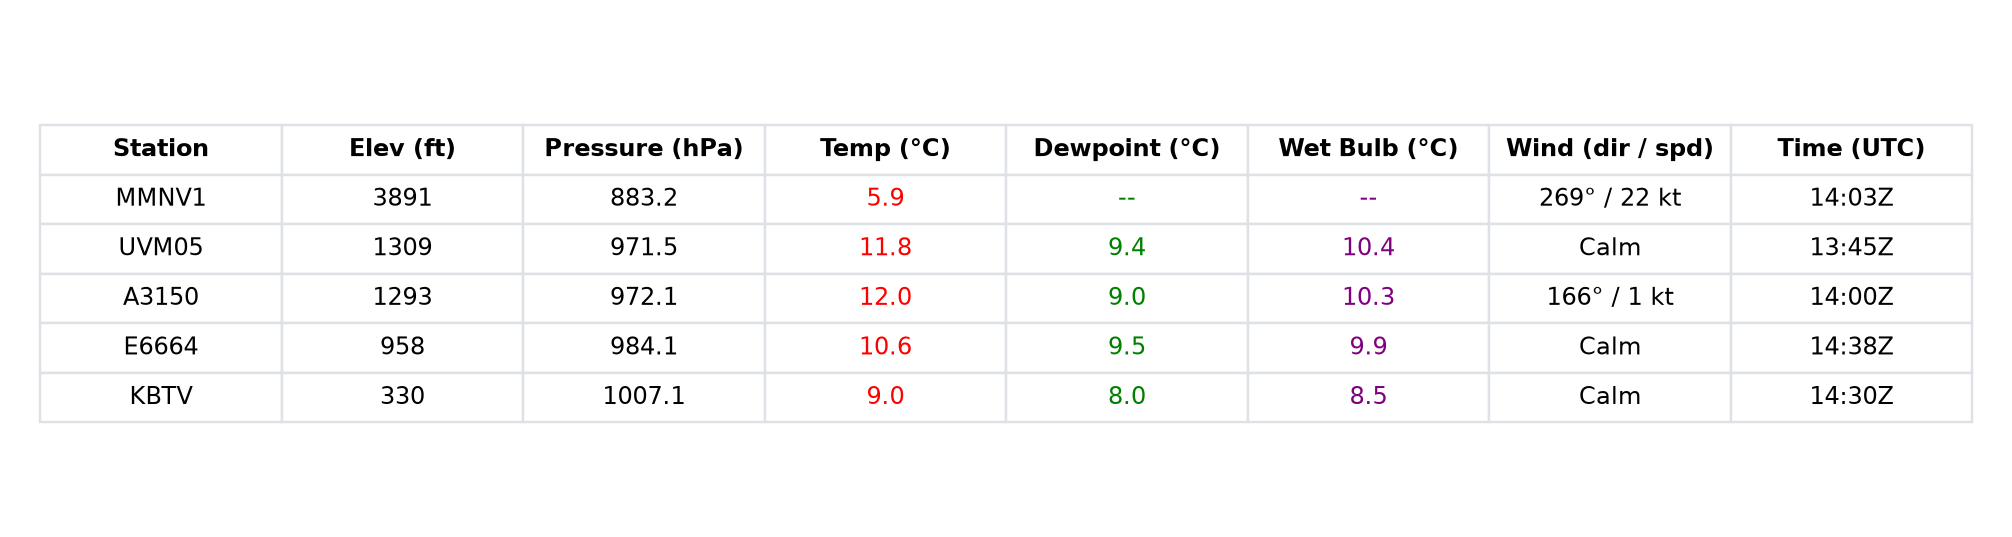 Station Elev (ft) Pressure (hPa) Temp (°C) Dewpoint (°C) Wet Bulb (°C) Wind (dir / spd) Time (UTC)
MMNV1 3891 883.2 5.9 -- -- 269° / 22 kt 14:03Z
UVM05 1309 971.5 11.8 9.4 10.4 Calm 13:45Z
A3150 1293 972.1 12.0 9.0 10.3 166° / 1 kt 14:00Z
E6664 958 984.1 10.6 9.5 9.9 Calm 14:38Z
KBTV 330 1007.1 9.0 8.0 8.5 Calm 14:30Z